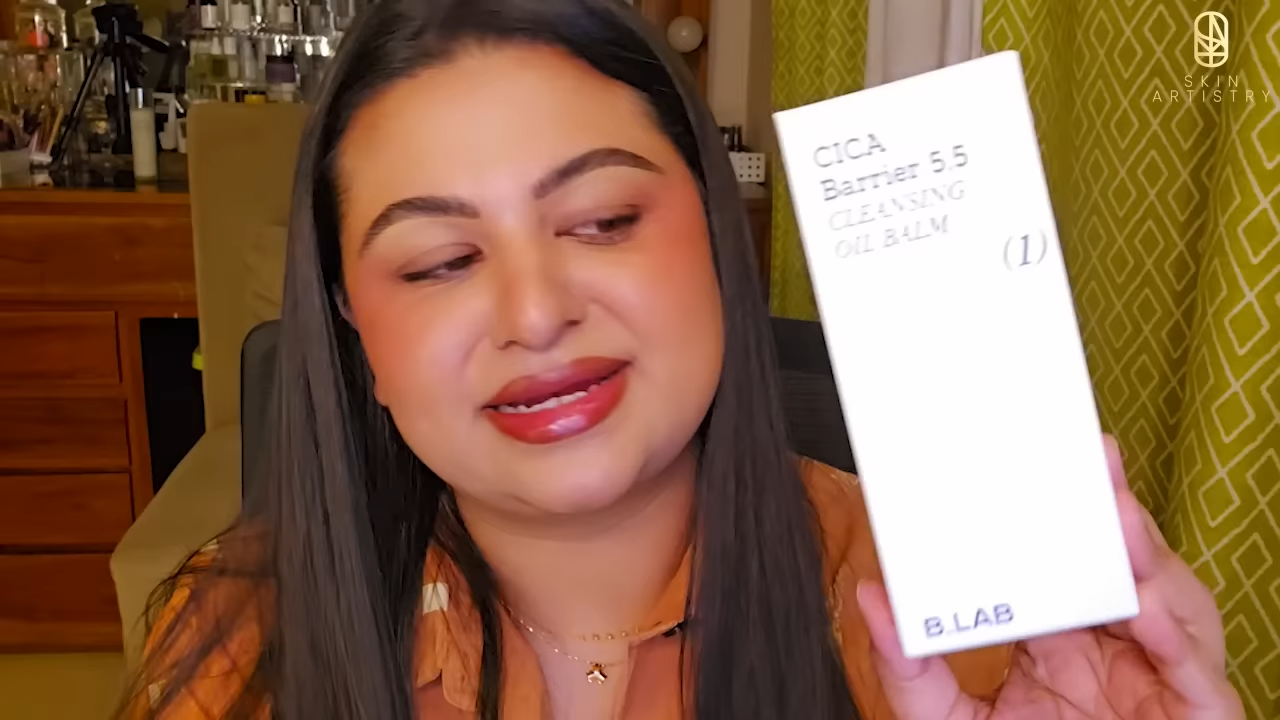 CICA
Barrier 5.5
CLEANSING
OIL BALM
(1)
B.LAB
SKIN
ARTISTRY